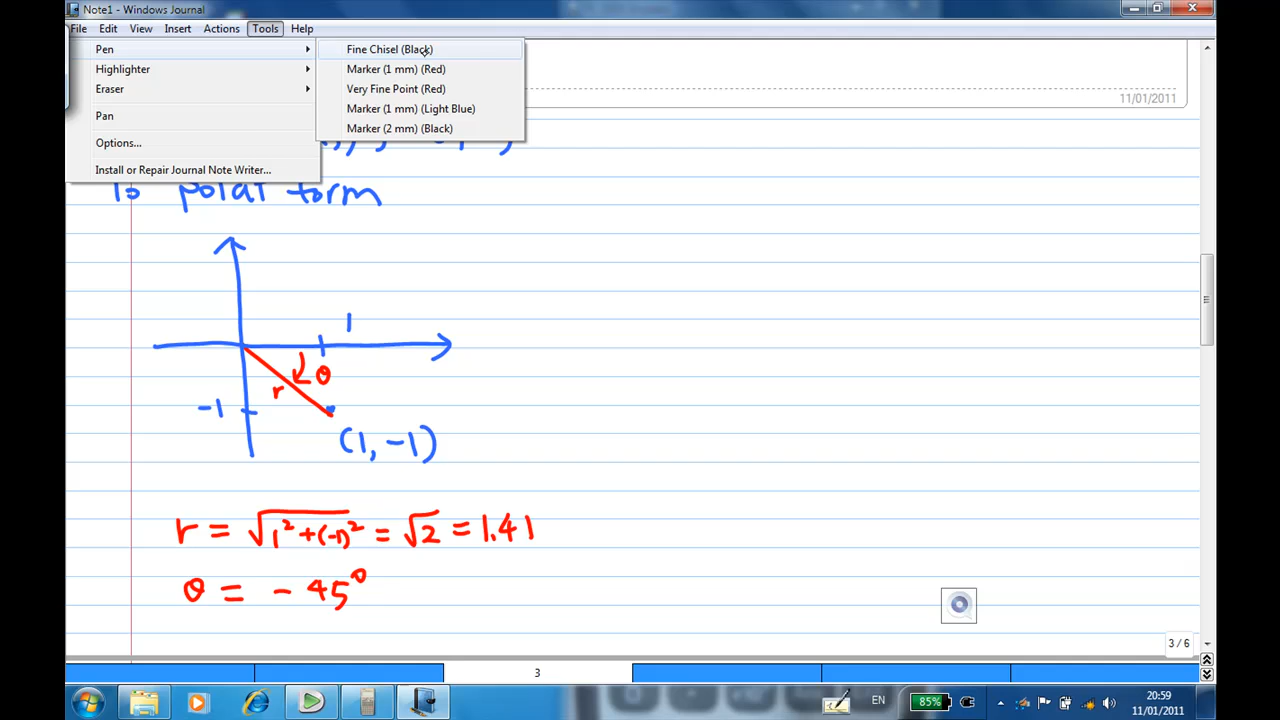 Note1 - Windows Journal
File Edit View Insert Actions Tools Help
Pen
Highlighter
Eraser
Pan
Options...
Install or Repair Journal Note Writer...
Fine Chisel (Black)
Marker (1 mm) (Red)
Very Fine Point (Red)
Marker (1 mm) (Light Blue)
Marker (2 mm) (Black)
11/01/2011
To polar form
1
θ
r
-1
(1, -1)
r = √1²+(-1)² = √2 = 1.41
θ = - 45°
3 / 6
3
EN
85%
20:59
11/01/2011